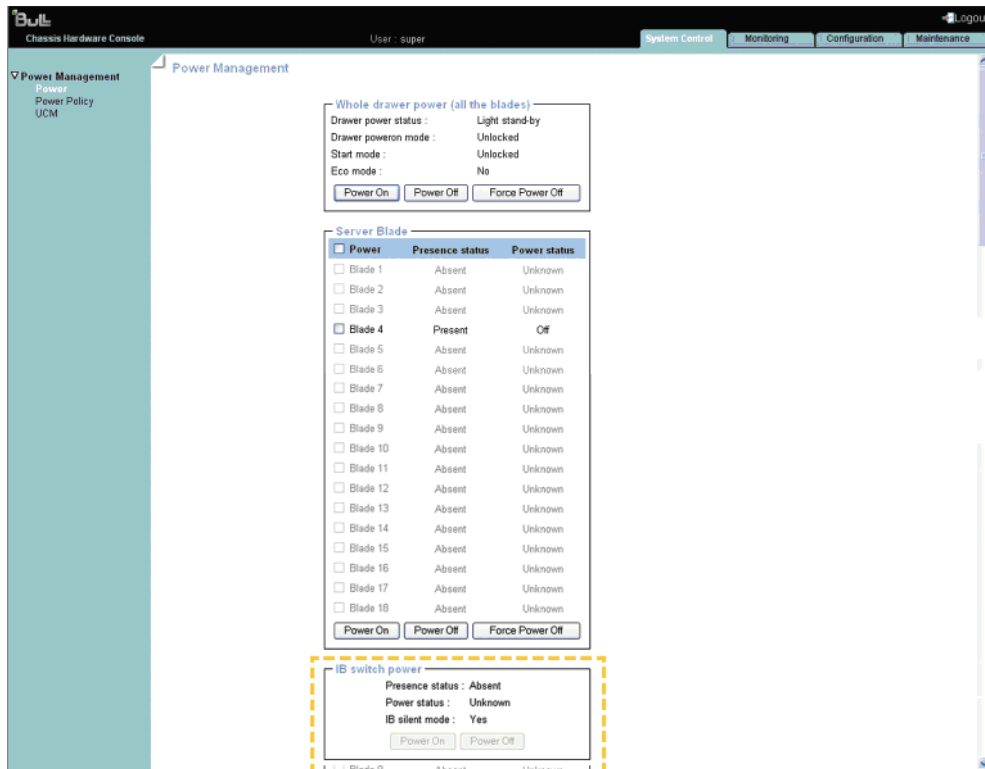 Bull
Logou
Chassis Hardware Console
User : super
System Control
Monitoring
Configuration
Maintenance
Power Management
Power
Power Policy
UCM
Power Management
Whole drawer power (all the blades)
Drawer power status : Light stand-by
Drawer poweron mode : Unlocked
Start mode : Unlocked
Eco mode : No
Power On Power Off Force Power Off
Server Blade
Power Presence status Power status
Blade 1 Absent Unknown
Blade 2 Absent Unknown
Blade 3 Absent Unknown
Blade 4 Present Off
Blade 5 Absent Unknown
Blade 6 Absent Unknown
Blade 7 Absent Unknown
Blade 8 Absent Unknown
Blade 9 Absent Unknown
Blade 10 Absent Unknown
Blade 11 Absent Unknown
Blade 12 Absent Unknown
Blade 13 Absent Unknown
Blade 14 Absent Unknown
Blade 15 Absent Unknown
Blade 16 Absent Unknown
Blade 17 Absent Unknown
Blade 18 Absent Unknown
Power On Power Off Force Power Off
IB switch power
Presence status : Absent
Power status : Unknown
IB silent mode : Yes
Power On Power Off